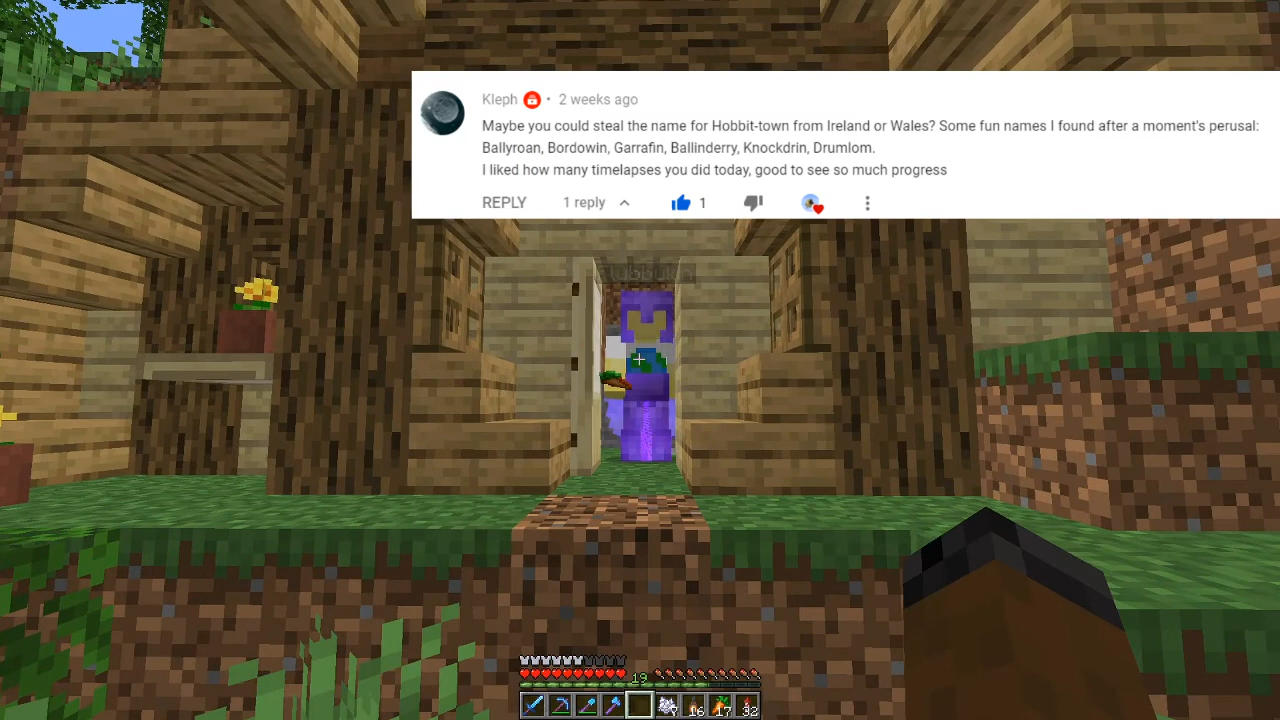 Kleph • 2 weeks ago
Maybe you could steal the name for Hobbit-town from Ireland or Wales? Some fun names I found after a moment's perusal:
Ballyroan, Bordowin, Garrafin, Ballinderry, Knockdrin, Drumlom.
I liked how many timelapses you did today, good to see so much progress
REPLY 1 reply 1
19
7 16 17 32